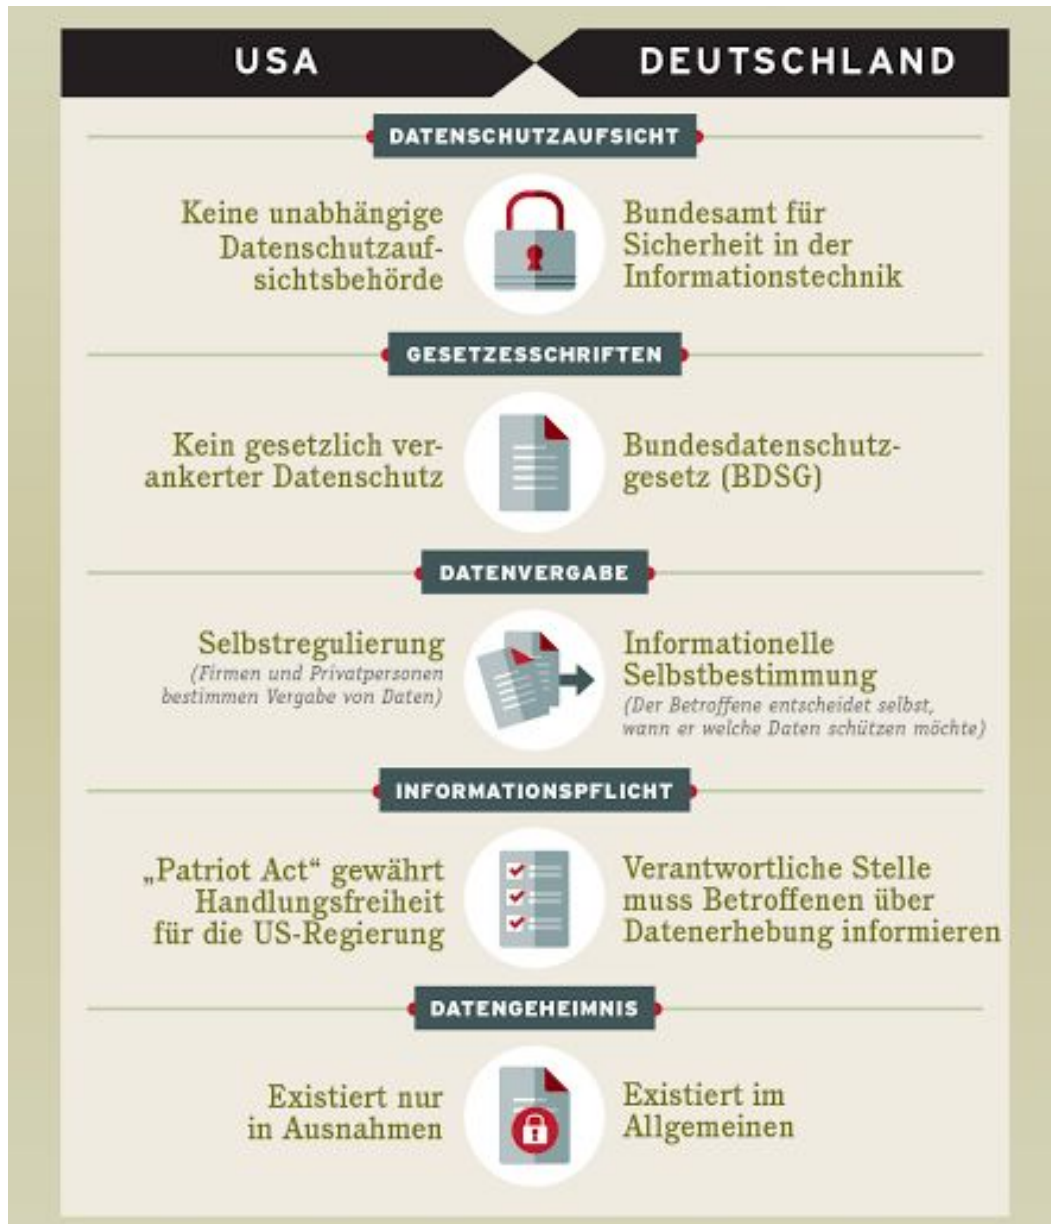 USA
DEUTSCHLAND
DATENSCHUTZAUFSICHT
Keine unabhängige
Datenschutzauf-
sichtsbehörde
Bundesamt für
Sicherheit in der
Informationstechnik
GESETZESSCHRIFTEN
Kein gesetzlich ver-
ankerter Datenschutz
Bundesdatenschutz-
gesetz (BDSG)
DATENVERGABE
Selbstregulierung
(Firmen und Privatpersonen
bestimmen Vergabe von Daten)
Informationelle
Selbstbestimmung
(Der Betroffene entscheidet selbst,
wann er welche Daten schützen möchte)
INFORMATIONSPFLICHT
„Patriot Act“ gewährt
Handlungsfreiheit
für die US-Regierung
Verantwortliche Stelle
muss Betroffenen über
Datenerhebung informieren
DATENGEHEIMNIS
Existiert nur
in Ausnahmen
Existiert im
Allgemeinen